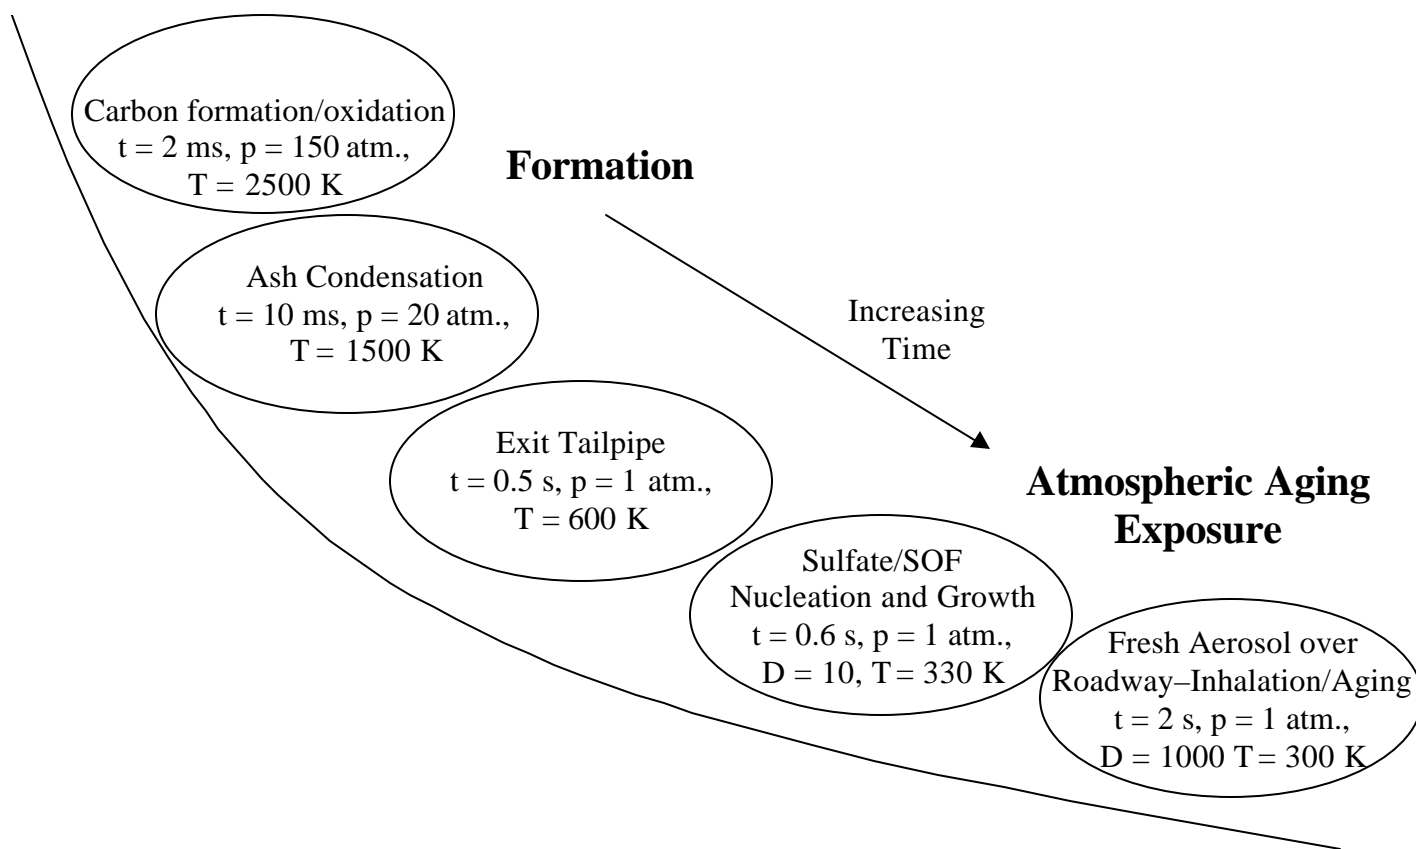 Carbon formation/oxidation
t = 2 ms, p = 150 atm.,
T = 2500 K
Formation
Ash Condensation
t = 10 ms, p = 20 atm.,
T = 1500 K
Increasing
Time
Exit Tailpipe
t = 0.5 s, p = 1 atm.,
T = 600 K
Atmospheric Aging
Exposure
Sulfate/SOF
Nucleation and Growth
t = 0.6 s, p = 1 atm.,
D = 10, T = 330 K
Fresh Aerosol over
Roadway–Inhalation/Aging
t = 2 s, p = 1 atm.,
D = 1000 T = 300 K